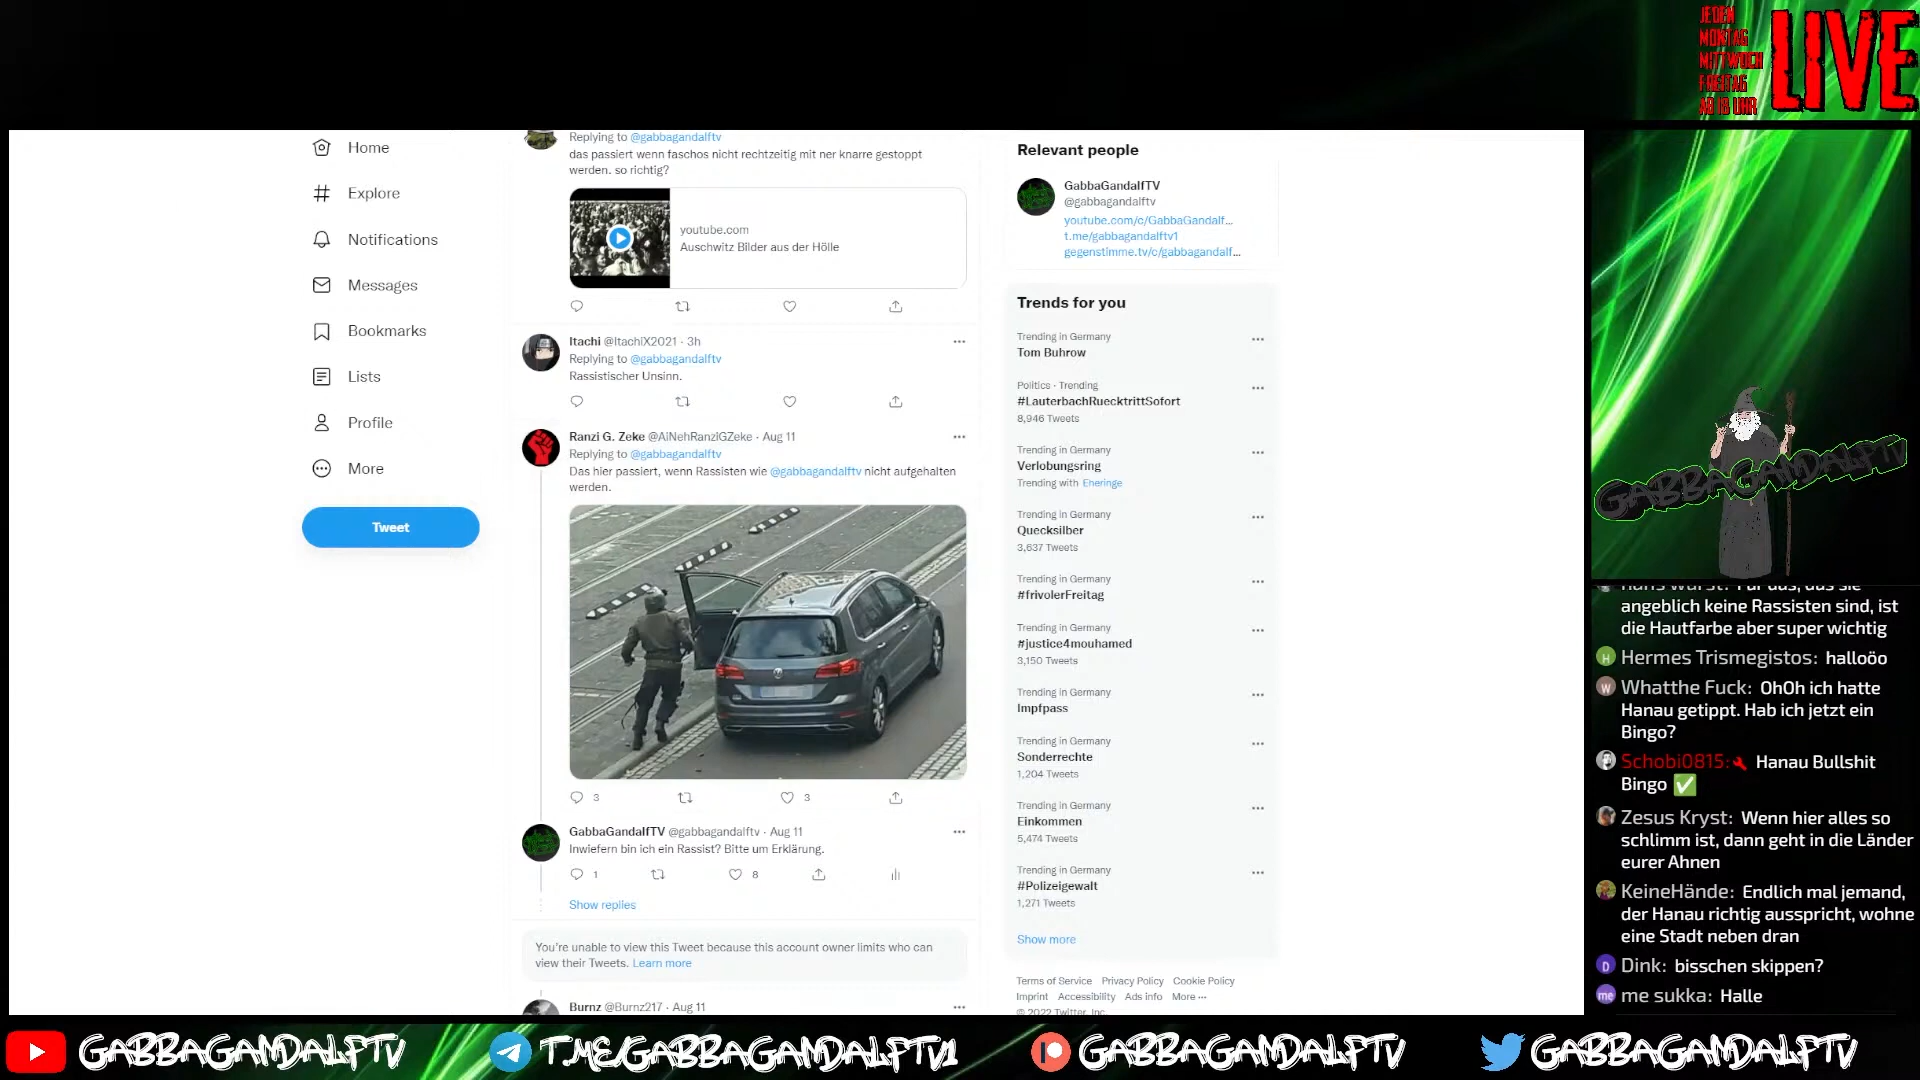 JEDEN
MONTAG
MITTWOCH
FREITAG
AB 18 UHR
LIVE
Home
Explore
Notifications
Messages
Bookmarks
Lists
Profile
More
Tweet
Replying to @gabbagandalftv
das passiert wenn faschos nicht rechtzeitig mit ner knarre gestoppt
werden. so richtig?
youtube.com
Auschwitz Bilder aus der Hölle
Itachi @ItachiX2021 · 3h
Replying to @gabbagandalftv
Rassistischer Unsinn.
Ranzi G. Zeke @AiNehRanziGZeke · Aug 11
Replying to @gabbagandalftv
Das hier passiert, wenn Rassisten wie @gabbagandalftv nicht aufgehalten
werden.
3
3
GabbaGandalfTV @gabbagandalftv · Aug 11
Inwiefern bin ich ein Rassist? Bitte um Erklärung.
1
8
Show replies
You're unable to view this Tweet because this account owner limits who can
view their Tweets. Learn more
Burnz @Burnz217 · Aug 11
Relevant people
GabbaGandalfTV
@gabbagandalftv
youtube.com/c/GabbaGandalf...
t.me/gabbagandalftv1
gegenstimme.tv/c/gabbagandalf...
Trends for you
Trending in Germany
Tom Buhrow
Politics · Trending
#LauterbachRuecktrittSofort
8,946 Tweets
Trending in Germany
Verlobungsring
Trending with Eheringe
Trending in Germany
Quecksilber
3,637 Tweets
Trending in Germany
#frivolerFreitag
Trending in Germany
#justice4mouhamed
3,150 Tweets
Trending in Germany
Impfpass
Trending in Germany
Sonderrechte
1,204 Tweets
Trending in Germany
Einkommen
5,474 Tweets
Trending in Germany
#Polizeigewalt
1,271 Tweets
Show more
Terms of Service Privacy Policy Cookie Policy
Imprint Accessibility Ads info More ···
© 2022 Twitter, Inc.
GABBAGANDALFTV
angeblich keine Rassisten sind, ist
die Hautfarbe aber super wichtig
H Hermes Trismegistos: hallööo
W Whatthe Fuck: OhOh ich hatte
Hanau getippt. Hab ich jetzt ein
Bingo?
Schobi0815: Hanau Bullshit
Bingo ✅
Zesus Kryst: Wenn hier alles so
schlimm ist, dann geht in die Länder
eurer Ahnen
KeineHände: Endlich mal jemand,
der Hanau richtig ausspricht, wohne
eine Stadt neben dran
D Dink: bisschen skippen?
me me sukka: Halle
GABBAGANDALFTV
T.ME/GABBAGANDALFTV1
GABBAGANDALFTV
GABBAGANDALFTV